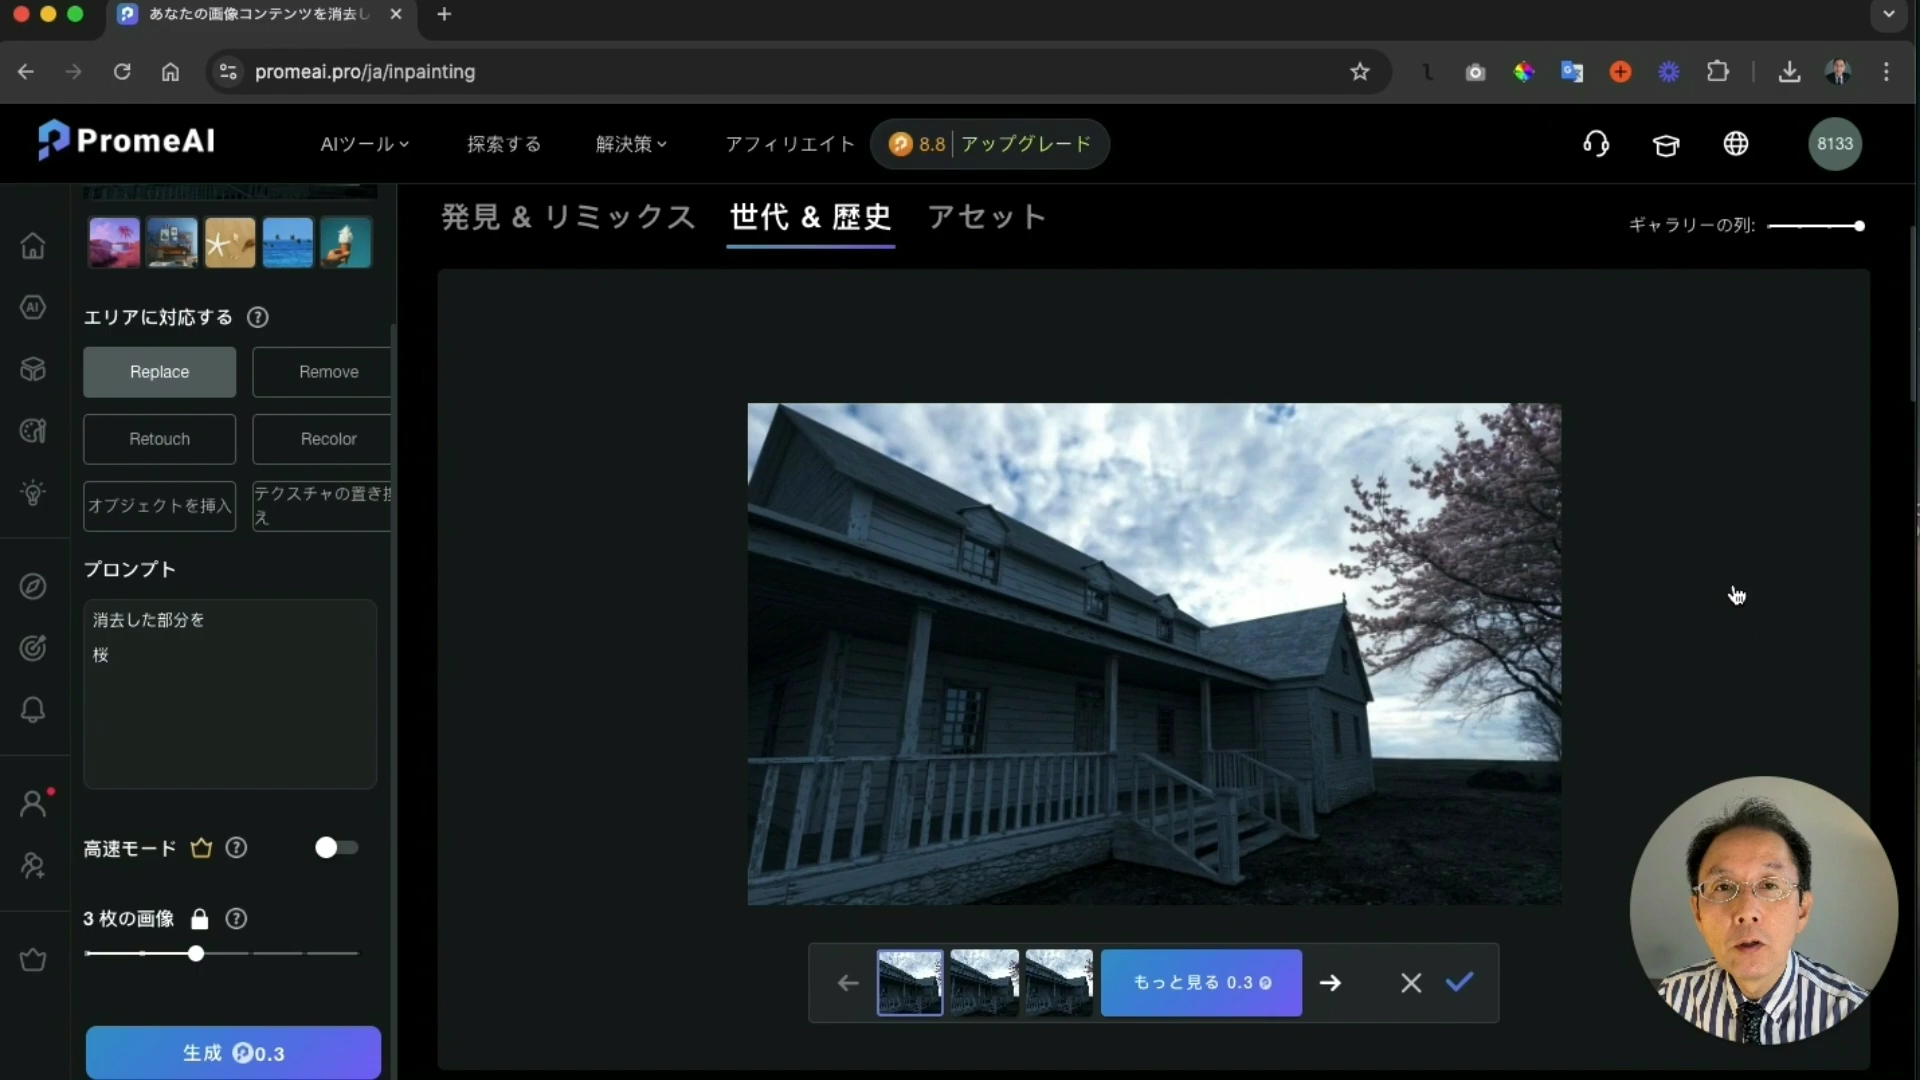 あなたの画像コンテンツを消去し
promeai.pro/ja/inpainting
PromeAI
AIツール
探索する
解決策
アフィリエイト
8.8
アップグレード
8133
発見 & リミックス
世代 & 歴史
アセット
ギャラリーの列:
AI
エリアに対応する
Replace
Remove
Retouch
Recolor
オブジェクトを挿入
テクスチャの置き換
え
プロンプト
消去した部分を
桜
高速モード
3 枚の画像
もっと見る 0.3
生成 0.3